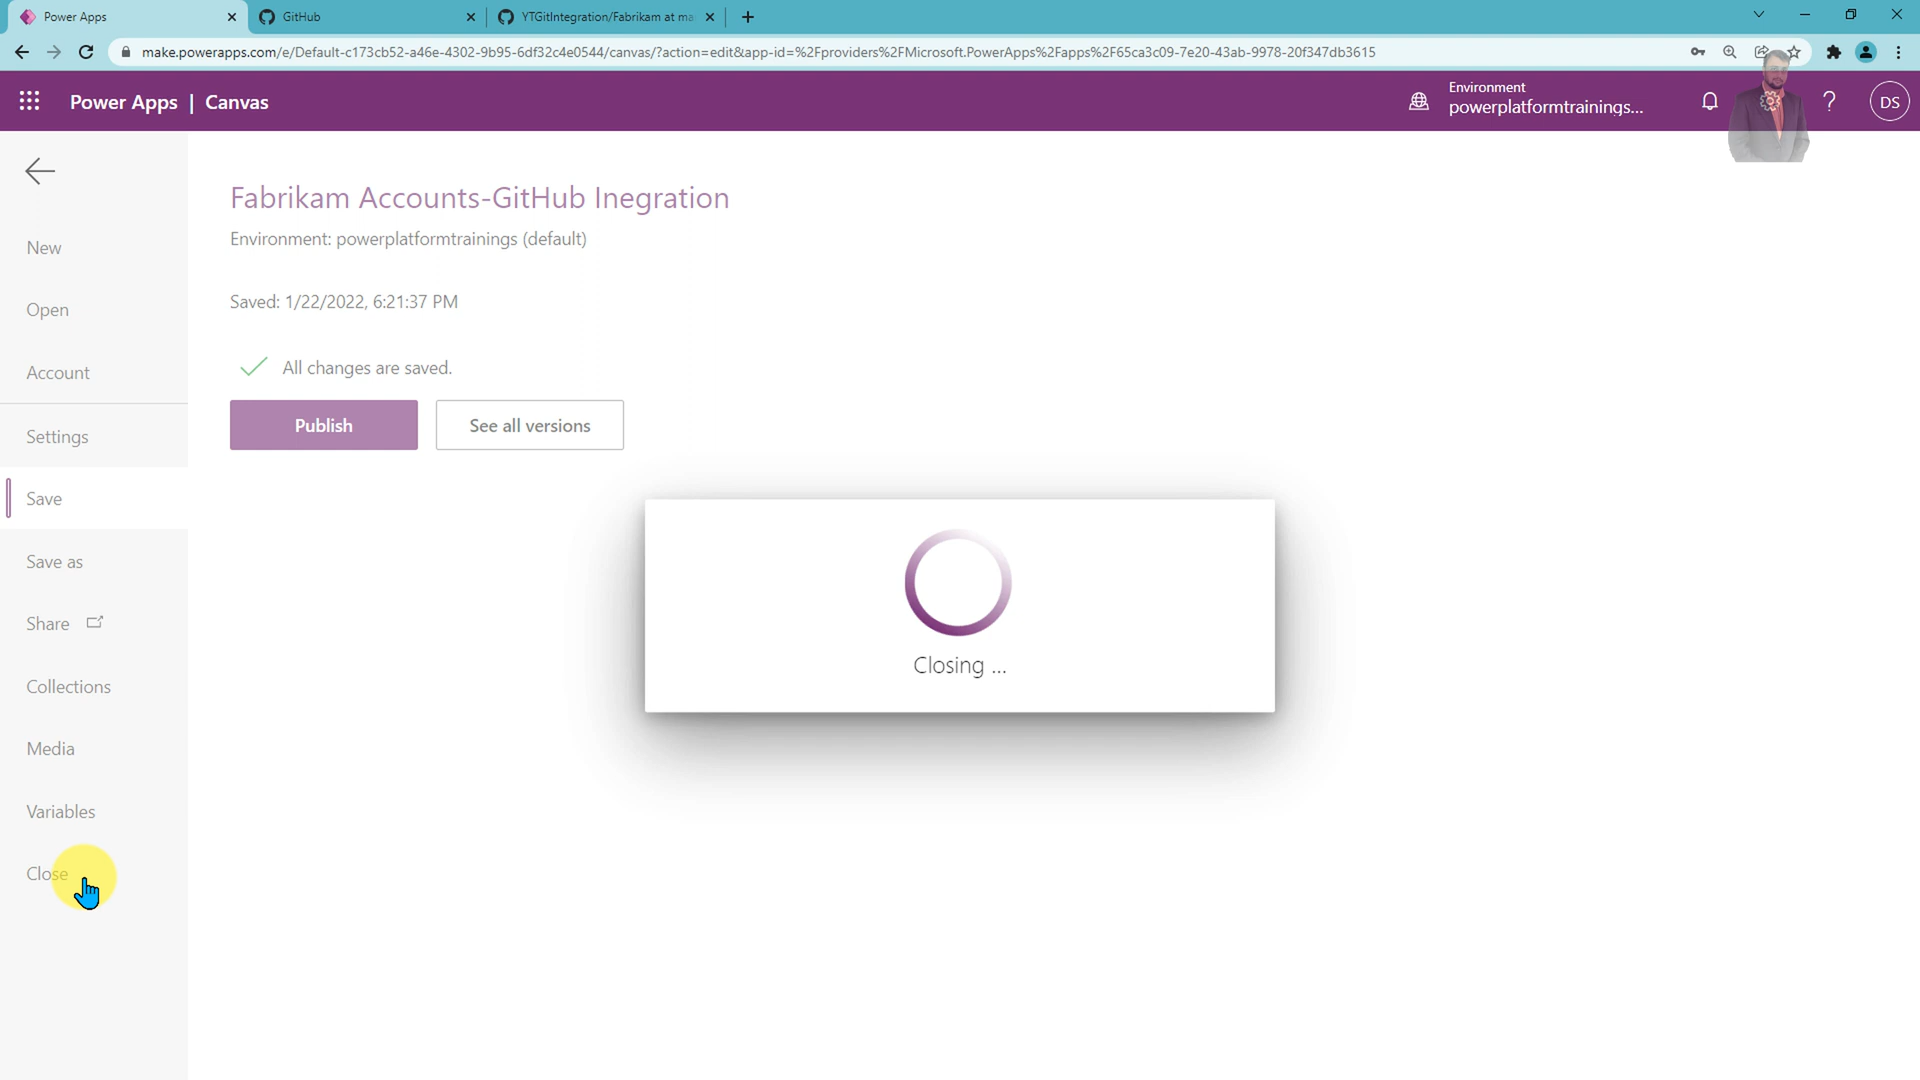 Power Apps
GitHub
YTGitIntegration/Fabrikam at ma
make.powerapps.com/e/Default-c173cb52-a46e-4302-9b95-6df32c4e0544/canvas/?action=edit&app-id=%2Fproviders%2FMicrosoft.PowerApps%2Fapps%2F65ca3c09-7e20-43ab-9978-20f347db3615
Power Apps | Canvas
Environment
powerplatformtrainings...
?
DS
Fabrikam Accounts-GitHub Inegration
Environment: powerplatformtrainings (default)
Saved: 1/22/2022, 6:21:37 PM
All changes are saved.
Publish
See all versions
New
Open
Account
Settings
Save
Save as
Share
Collections
Media
Variables
Close
Closing ...